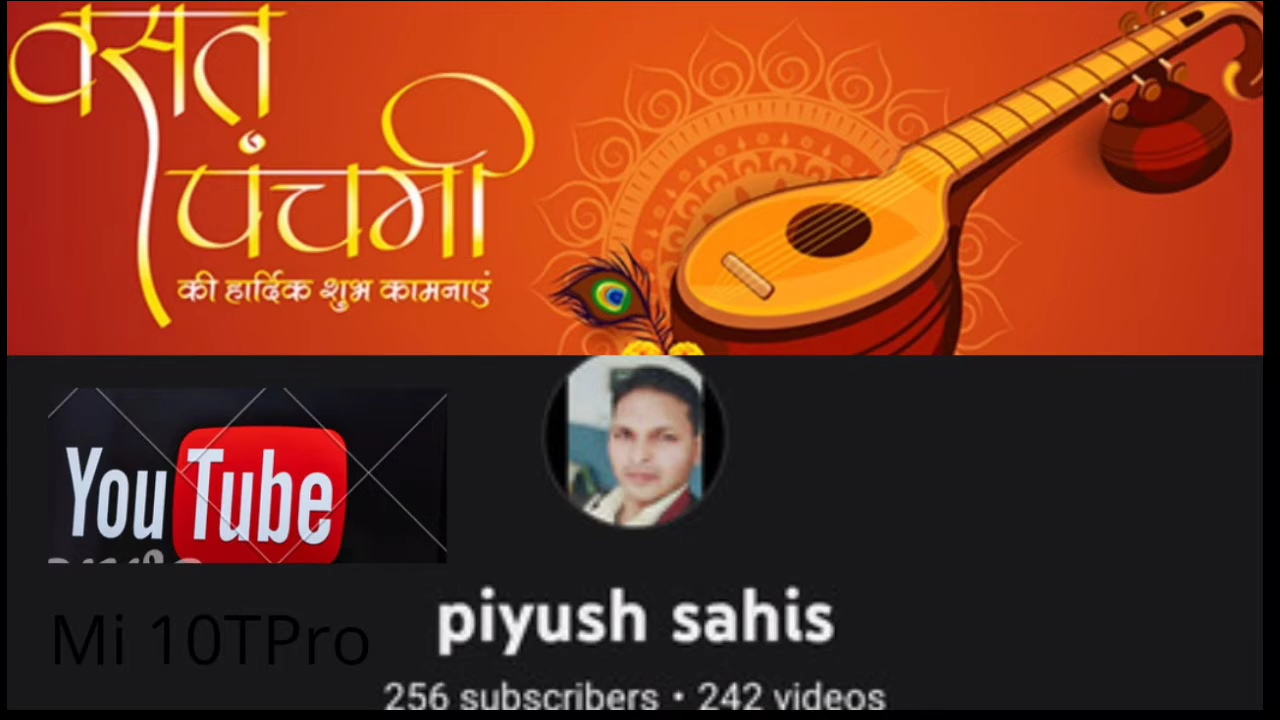 वसंत
पंचमी
की हार्दिक शुभ कामनाएं
YouTube
Mi 10TPro
piyush sahis
256 subscribers • 242 videos